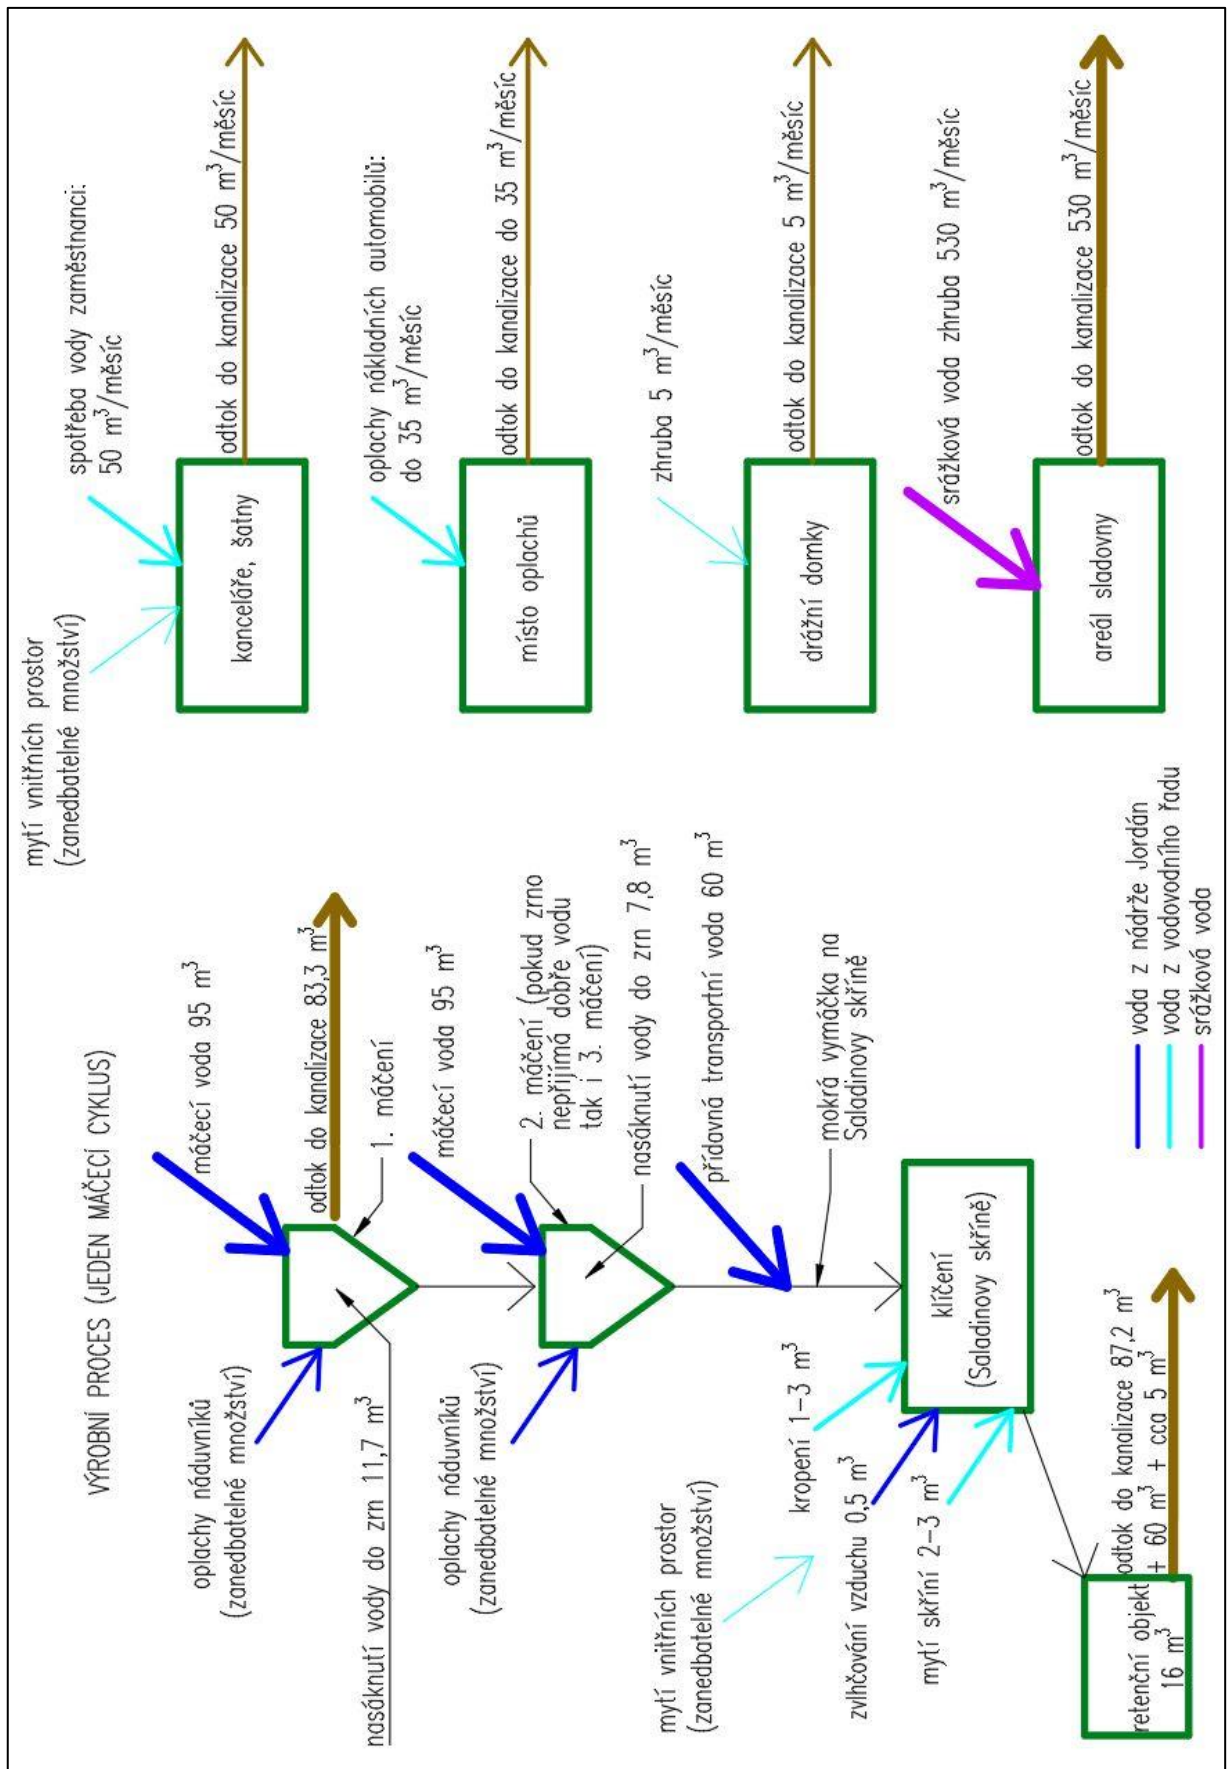 VÝROBNÍ PROCES (JEDEN MÁČECÍ CYKLUS)
máčecí voda 95 m³
oplachy náduvníků
(zanedbatelné množství)
odtok do kanalizace 83,3 m³
1. máčení
nasáknutí vody do zrn 11,7 m³
máčecí voda 95 m³
oplachy náduvníků
(zanedbatelné množství)
2. máčení (pokud zrno
nepřijímá dobře vodu
tak i 3. máčení)
nasáknutí vody do zrn 7,8 m³
přídavná transportní voda 60 m³
mokrá vymáčka na
Saladinovy skříně
mytí vnitřních prostor
(zanedbatelné množství)
kropení 1-3 m³
zvlhčování vzduchu 0,5 m³
mytí skříní 2-3 m³
klíčení
(Saladinovy skříně)
retenční objekt
16 m³
odtok do kanalizace 87,2 m³
+ 60 m³ + cca 5 m³
mytí vnitřních prostor
(zanedbatelné množství)
spotřeba vody zaměstnanci:
50 m³/měsíc
kanceláře, šatny
odtok do kanalizace 50 m³/měsíc
oplachy nákladních automobilů:
do 35 m³/měsíc
místo oplachů
odtok do kanalizace do 35 m³/měsíc
zhruba 5 m³/měsíc
drážní domky
odtok do kanalizace 5 m³/měsíc
srážková voda zhruba 530 m³/měsíc
areál sladovny
odtok do kanalizace 530 m³/měsíc
voda z nádrže Jordán
voda z vodovodního řadu
srážková voda